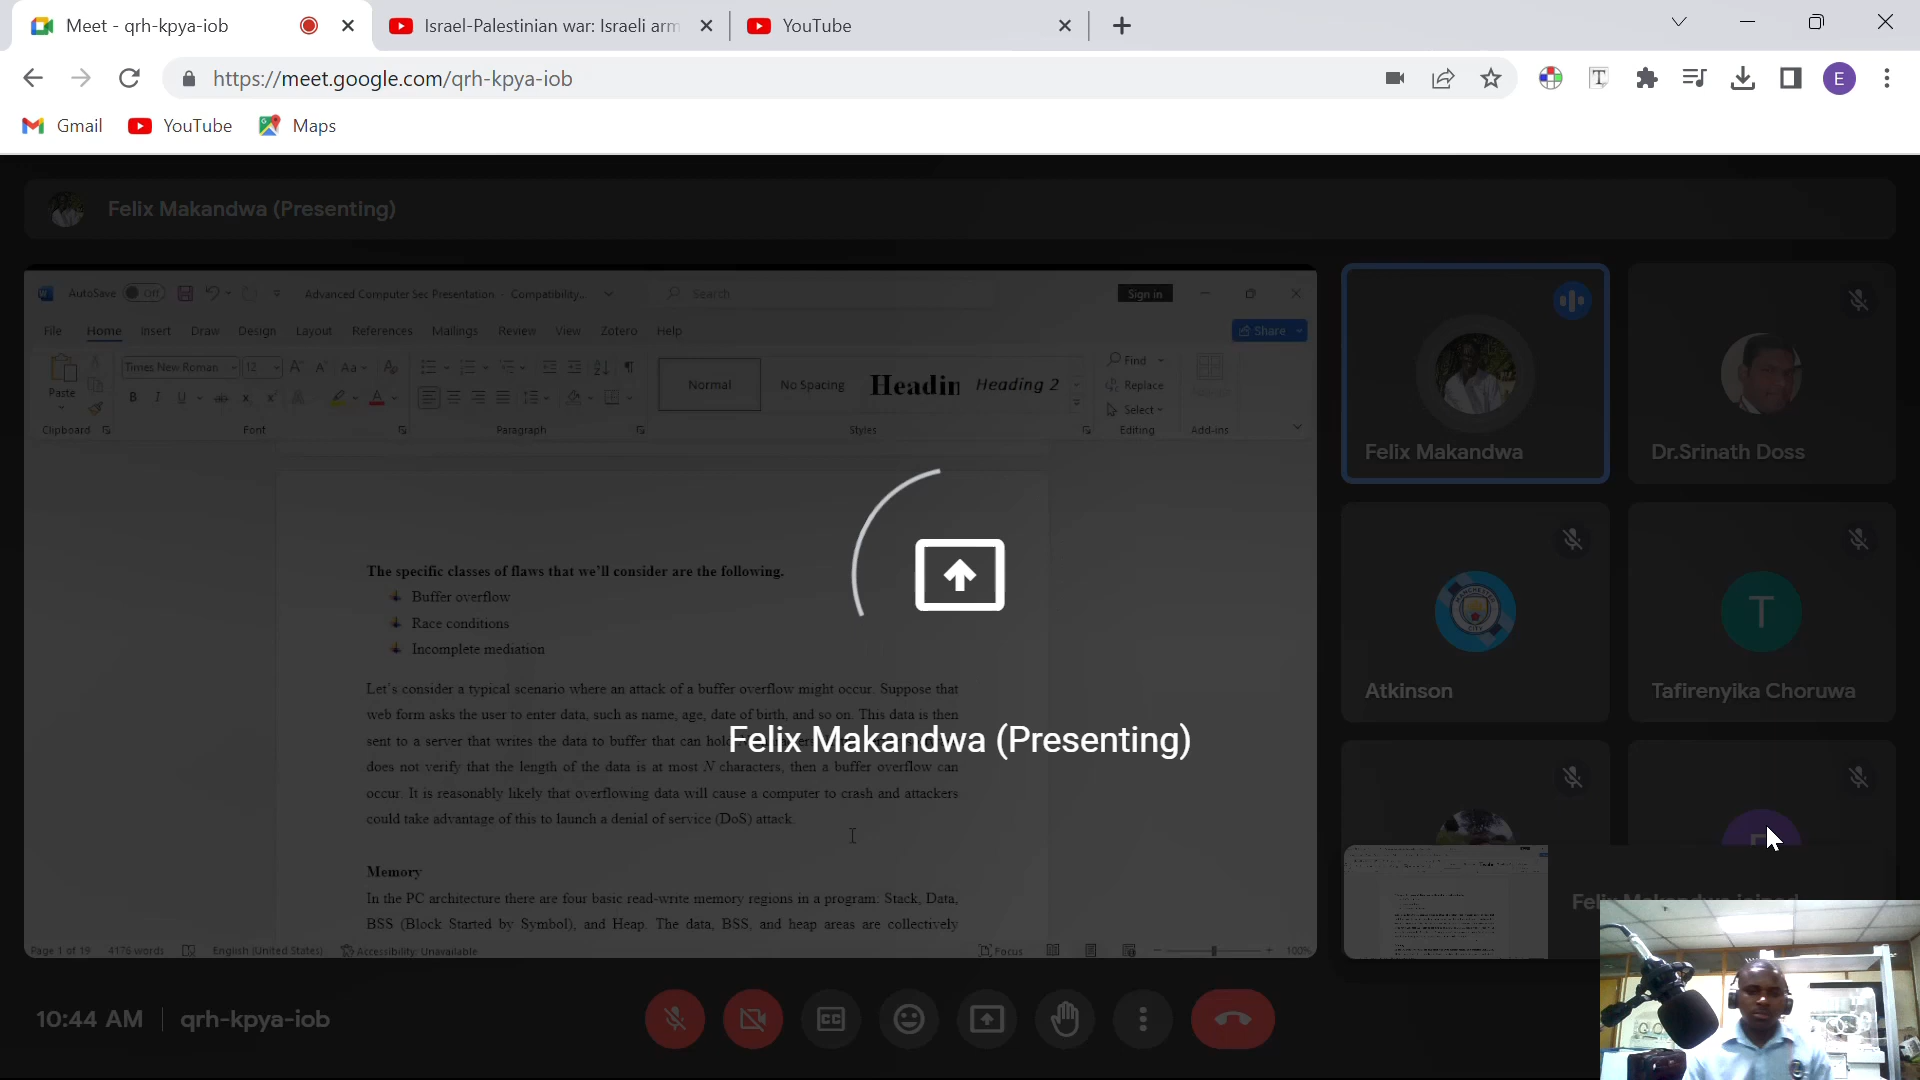 Meet - qrh-kpya-iob
Israel-Palestinian war: Israeli arm
YouTube
https://meet.google.com/qrh-kpya-iob
E
Gmail
YouTube
Maps
Felix Makandwa (Presenting)
AutoSave Off
Advanced Computer Sec Presentation - Compatibility...
Search
Sign in
File Home Insert Draw Design Layout References Mailings Review View Zotero Help
Share
Times New Roman 12
Paste
Normal
No Spacing
Headin
Heading 2
Find
Replace
Select
Clipboard
Font
Paragraph
Styles
Editing
Add-ins
The specific classes of flaws that we'll consider are the following.
Buffer overflow
Race conditions
Incomplete mediation
Let's consider a typical scenario where an attack of a buffer overflow might occur. Suppose that
web form asks the user to enter data, such as name, age, date of birth, and so on. This data is then
sent to a server that writes the data to buffer that can hold
does not verify that the length of the data is at most N characters, then a buffer overflow can
occur. It is reasonably likely that overflowing data will cause a computer to crash and attackers
could take advantage of this to launch a denial of service (DoS) attack.
Memory
In the PC architecture there are four basic read-write memory regions in a program: Stack, Data,
BSS (Block Started by Symbol), and Heap. The data, BSS, and heap areas are collectively
Page 1 of 19 4176 words English (United States) Accessibility: Unavailable
Focus
100%
Felix Makandwa (Presenting)
Felix Makandwa
Dr.Srinath Doss
MANCHESTER
CITY
Atkinson
T
Tafirenyika Choruwa
10:44 AM
qrh-kpya-iob
CC